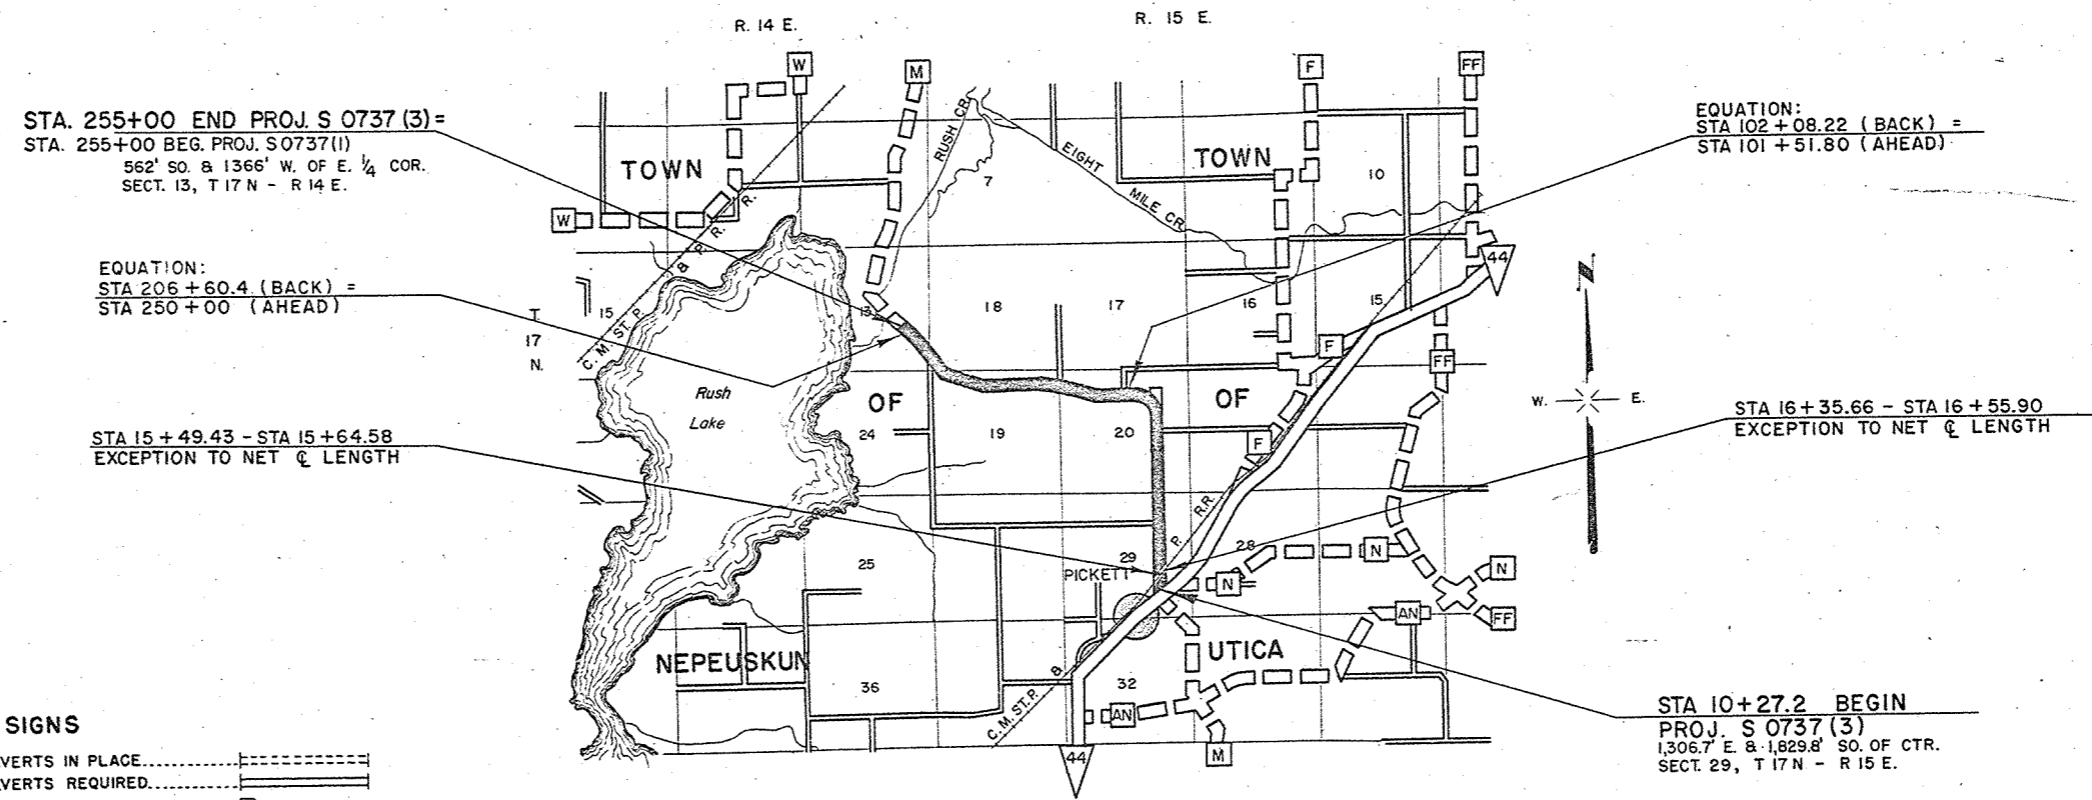 R. 14 E.
R. 15 E.
W
M
F
FF
STA. 255+00 END PROJ. S 0737 (3) =
STA. 255+00 BEG. PROJ. S 0737(1)
562' SO. & 1366' W. OF E. ¼ COR.
SECT. 13, T 17 N - R 14 E.
EQUATION:
STA 102 + 08.22 ( BACK ) =
STA 101 + 51.80 ( AHEAD )
TOWN
TOWN
RUSH CR.
EIGHT MILE CR.
7
10
W
R.
R.
& P.
44
N
EQUATION:
STA 206 + 60.4 (BACK) =
STA 250 + 00 (AHEAD)
T.
17
N.
15
C. M. ST. P.
13
18
17
16
15
F
FF
Rush
Lake
OF
OF
W.
E.
24
19
20
F
STA 15 + 49.43 - STA 15 + 64.58
EXCEPTION TO NET ℄ LENGTH
STA 16 + 35.66 - STA 16 + 55.90
EXCEPTION TO NET ℄ LENGTH
P. R.R.
25
29
28
PICKETT
N
N
N
AN
FF
NEPEUSKUN
UTICA
36
32
C. M. ST. P. &
AN
M
44
STA 10 + 27.2 BEGIN
PROJ. S 0737 (3)
1,306.7' E. & 1,829.8' SO. OF CTR.
SECT. 29, T 17 N - R 15 E.
SIGNS
VERTS IN PLACE
VERTS REQUIRED